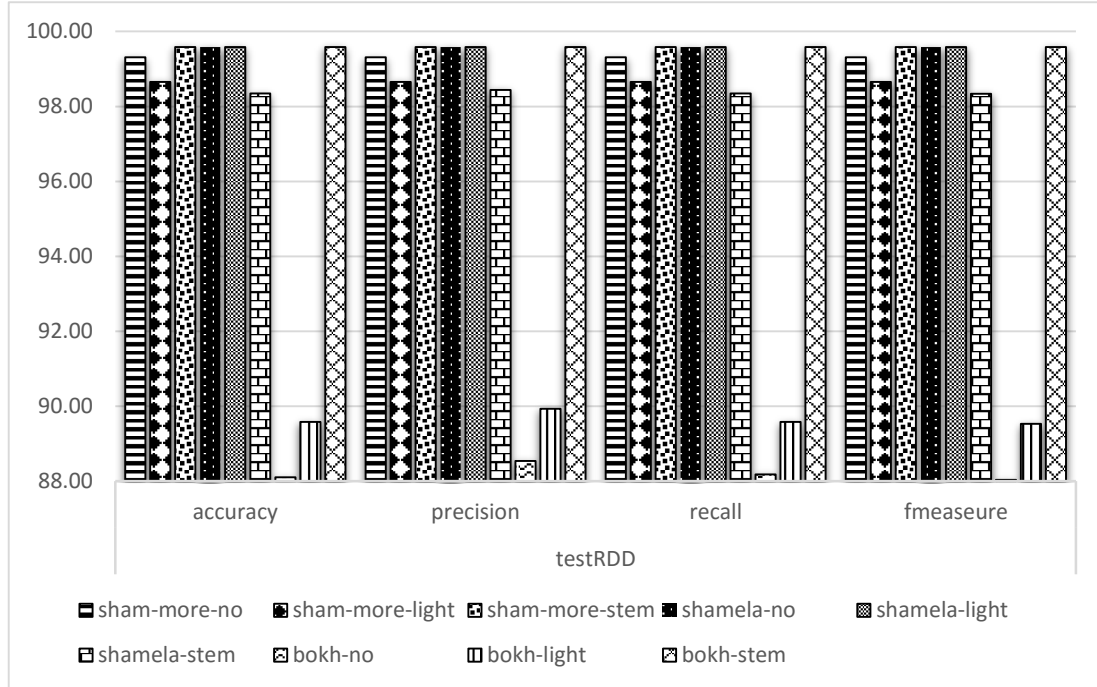 100.00
98.00
96.00
94.00
92.00
90.00
88.00
accuracy precision recall fmeaseure
testRDD
sham-more-no sham-more-light sham-more-stem shamela-no shamela-light
shamela-stem bokh-no bokh-light bokh-stem